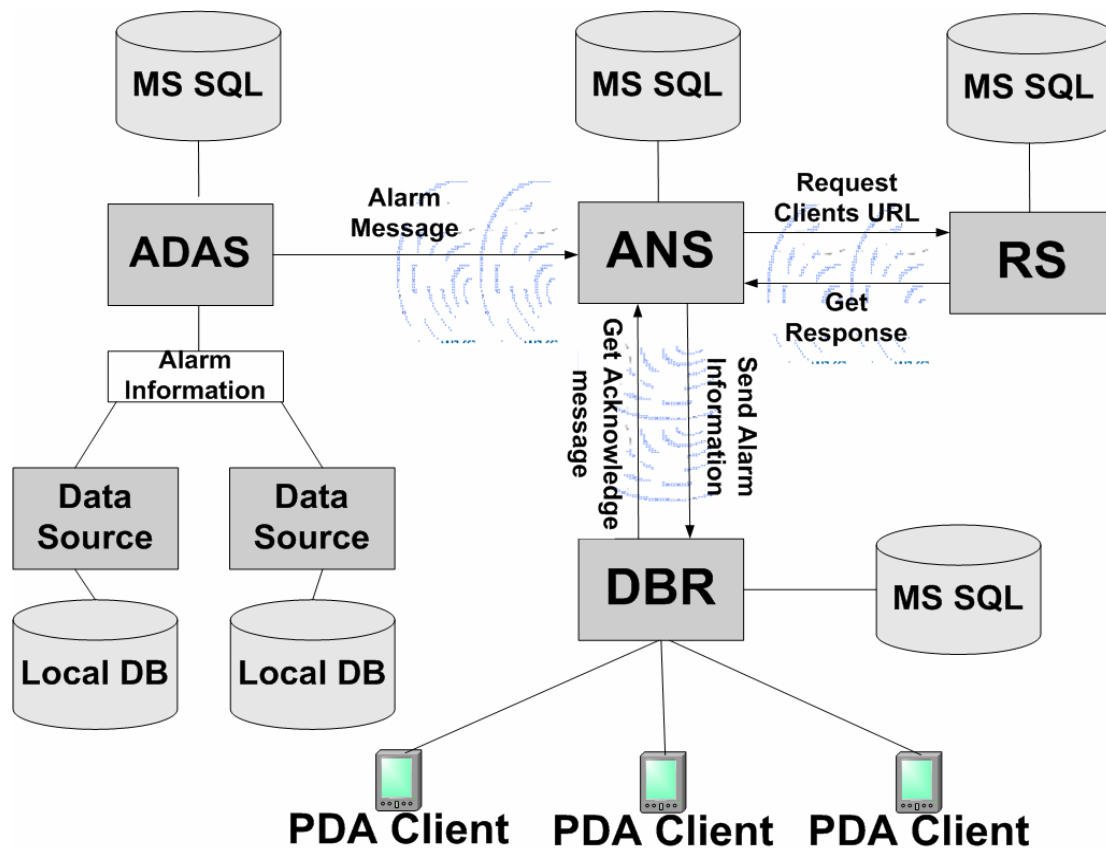 MS SQL
MS SQL
MS SQL
Alarm
Message
Request
Clients URL
ADAS
ANS
RS
Get
Response
Alarm
Information
Get Acknowledge
message
Send Alarm
Information
Data
Source
Data
Source
DBR
MS SQL
Local DB
Local DB
PDA Client
PDA Client
PDA Client